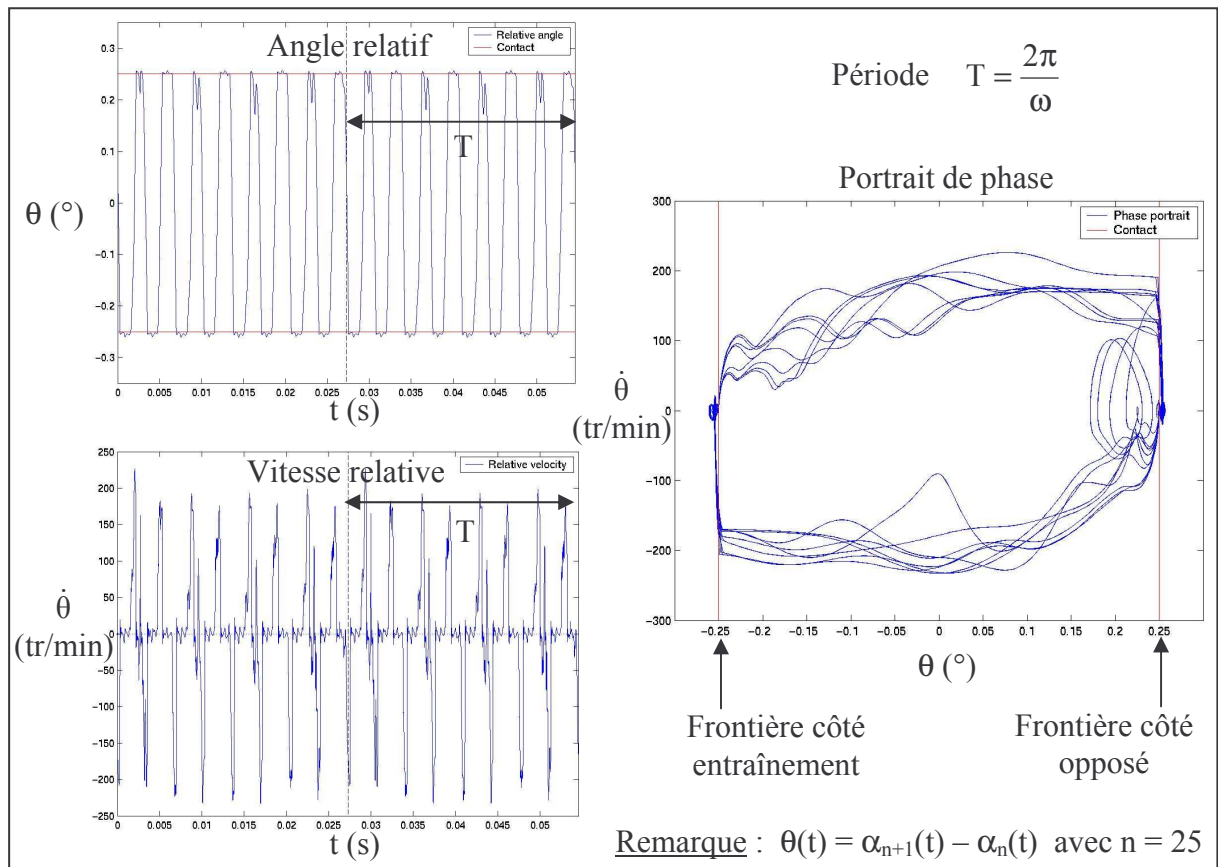 Angle relatif
Relative angle
Contact
0.3
0.2
0.1
0
-0.1
-0.2
-0.3
θ (°)
T
0 0.005 0.01 0.015 0.02 0.025 0.03 0.035 0.04 0.045 0.05
t (s)
Vitesse relative
Relative velocity
250
200
150
100
50
0
-50
-100
-150
-200
-250
θ̇
(tr/min)
T
0 0.005 0.01 0.015 0.02 0.025 0.03 0.035 0.04 0.045 0.05
t (s)
Période T = 2π/ω
Portrait de phase
Phase portrait
Contact
300
200
100
0
-100
-200
-300
θ̇
(tr/min)
-0.25 -0.2 -0.15 -0.1 -0.05 0 0.05 0.1 0.15 0.2 0.25
θ (°)
Frontière côté
entraînement
Frontière côté
opposé
Remarque : θ(t) = αn+1(t) – αn(t) avec n = 25